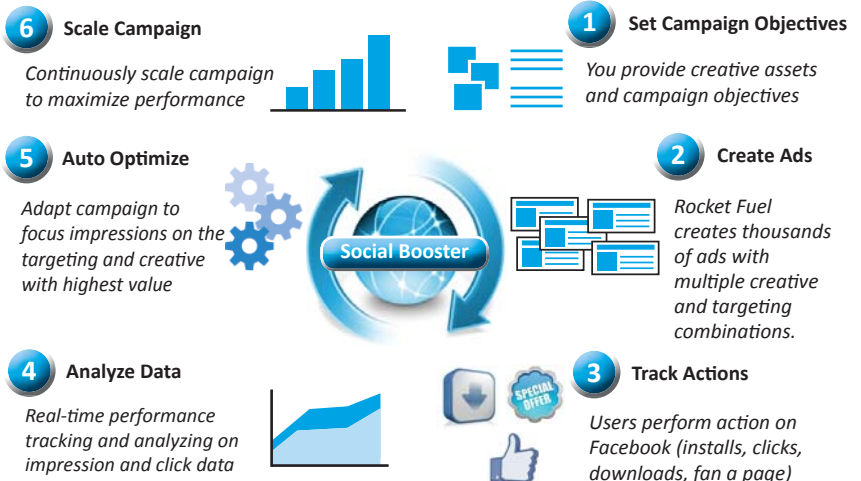 6 Scale Campaign
Continuously scale campaign
to maximize performance
1 Set Campaign Objectives
You provide creative assets
and campaign objectives
5 Auto Optimize
Adapt campaign to
focus impressions on the
targeting and creative
with highest value
Social Booster
2 Create Ads
Rocket Fuel
creates thousands
of ads with
multiple creative
and targeting
combinations.
4 Analyze Data
Real-time performance
tracking and analyzing on
impression and click data
SPECIAL
OFFER
3 Track Actions
Users perform action on
Facebook (installs, clicks,
downloads, fan a page)